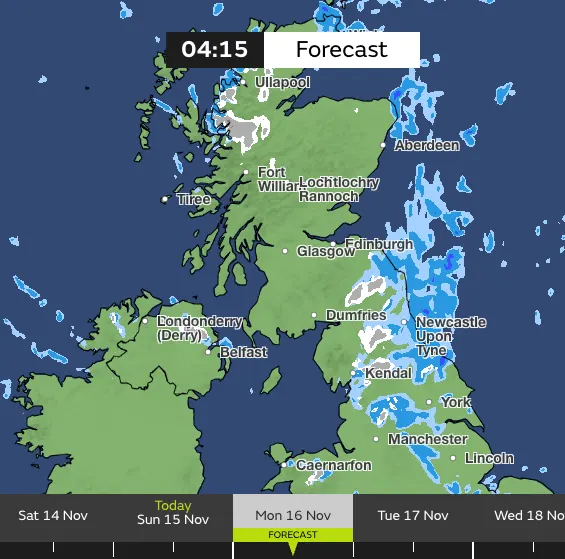 04:15 Forecast
Ullapool
Aberdeen
Fort
William
Lochtlochry
Rannoch
Tiree
Edinburgh
Glasgow
Dumfries
Londonderry
(Derry)
Newcastle
Upon
Tyne
Belfast
Kendal
York
Manchester
Lincoln
Caernarfon
Today
Sat 14 Nov
Sun 15 Nov
Mon 16 Nov
Tue 17 Nov
Wed 18 No
FORECAST